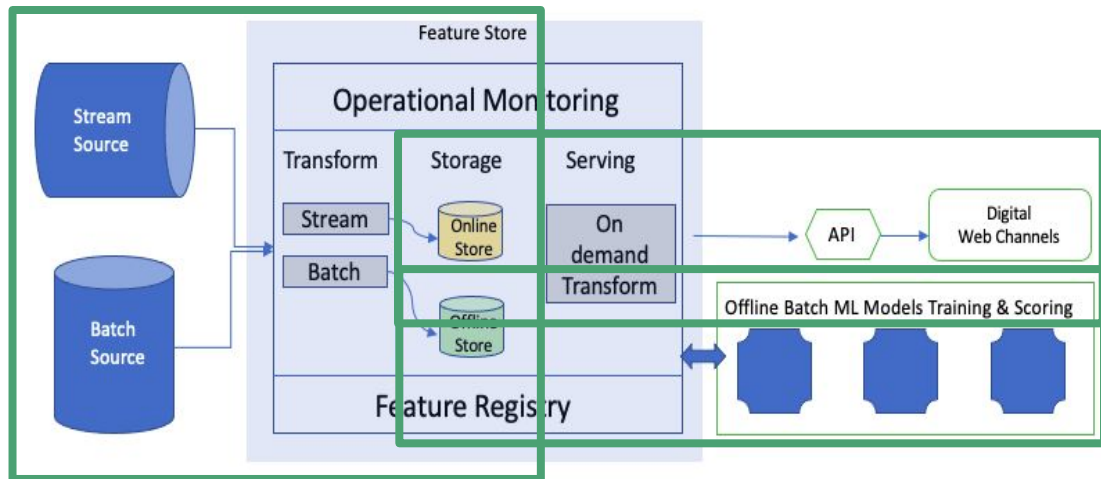 Feature Store
Operational Monitoring
Stream
Source
Transform
Storage
Serving
Stream
Batch
Online
Store
Offline
Store
On
demand
Transform
API
Digital
Web Channels
Batch
Source
Offline Batch ML Models Training & Scoring
Feature Registry